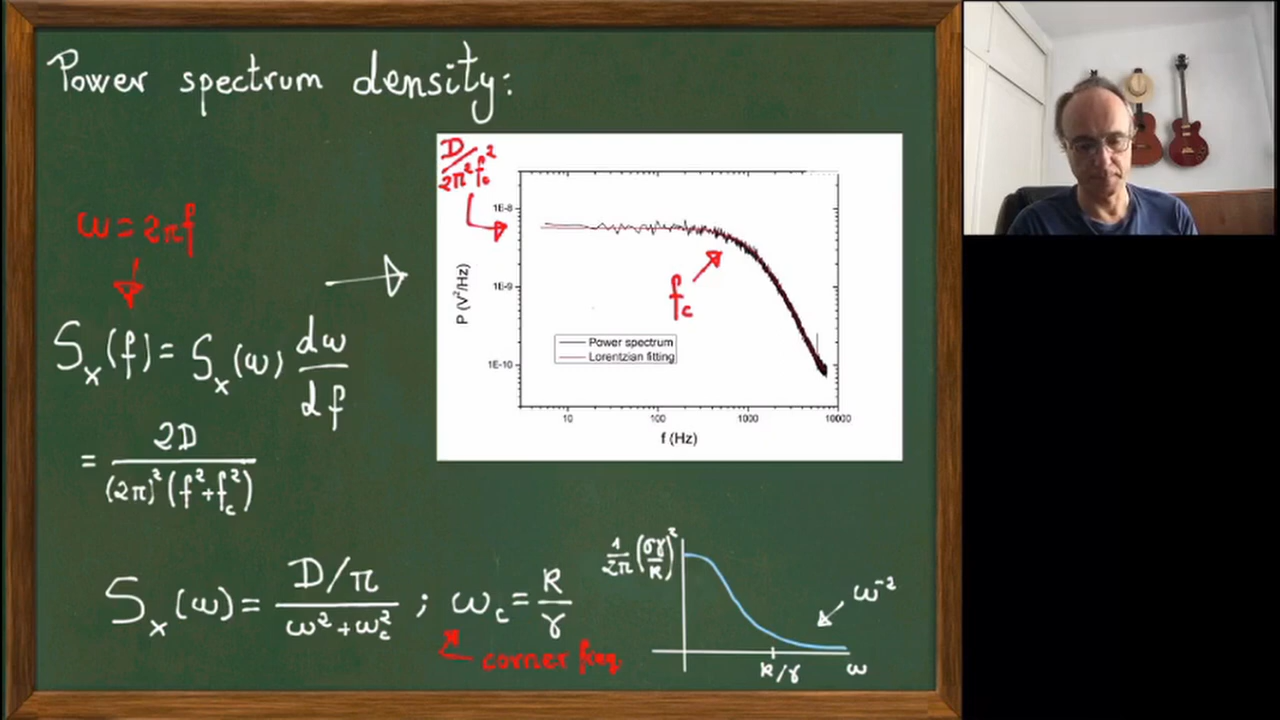 Power spectrum density:
D/2π²f_c²
1E-8
1E-9
1E-10
P (V²/Hz)
f_c
Power spectrum
Lorentzian fitting
10 100 1000 10000
f (Hz)
ω = 2πf
S_x(f) = S_x(ω) dω/df
= 2D/((2π)²(f²+f_c²))
S_x(ω) = (D/π)/(ω²+ω_c²) ; ω_c = k/γ
corner freq
1/2π (σγ/k)²
ω⁻²
k/γ
ω